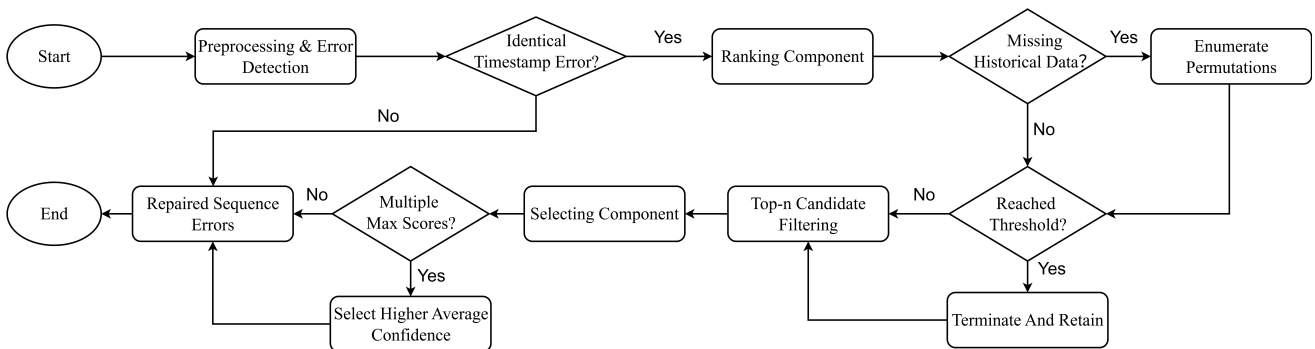 Start
Preprocessing & Error
Detection
Identical
Timestamp Error?
Yes
Ranking Component
Missing
Historical Data?
Yes
Enumerate
Permutations
No
No
End
Repaired Sequence
Errors
No
Multiple
Max Scores?
Selecting Component
Top-n Candidate
Filtering
No
Reached
Threshold?
Yes
Yes
Select Higher Average
Confidence
Terminate And Retain